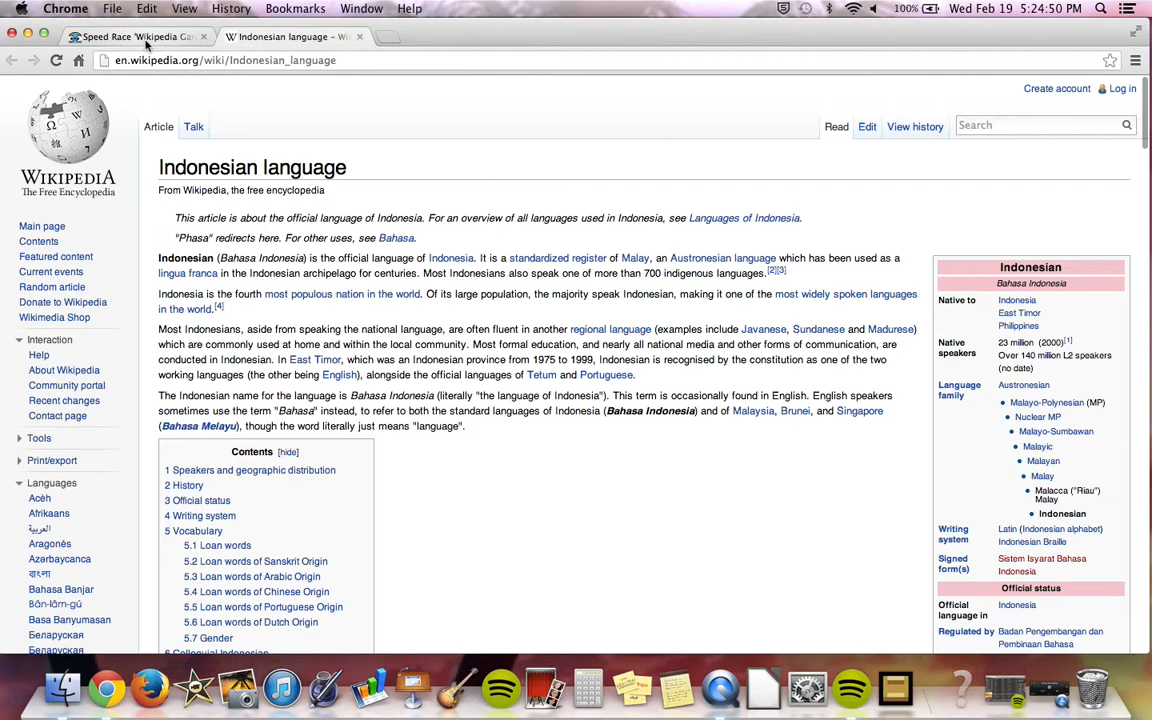 Chrome File Edit View History Bookmarks Window Help 100% Wed Feb 19 5:24:50 PM
Speed Race 'Wikipedia Gam Indonesian language – Wi
en.wikipedia.org/wiki/Indonesian_language
Create account Log in
Article Talk Read Edit View history Search
WIKIPEDIA
The Free Encyclopedia
Main page
Contents
Featured content
Current events
Random article
Donate to Wikipedia
Wikimedia Shop
Interaction
Help
About Wikipedia
Community portal
Recent changes
Contact page
Tools
Print/export
Languages
Acèh
Afrikaans
العربية
Aragonés
Azərbaycanca
বাংলা
Bahasa Banjar
Bân-lâm-gú
Basa Banyumasan
Беларуская
Беларуская
Indonesian language
From Wikipedia, the free encyclopedia
This article is about the official language of Indonesia. For an overview of all languages used in Indonesia, see Languages of Indonesia.
"Phasa" redirects here. For other uses, see Bahasa.
Indonesian (Bahasa Indonesia) is the official language of Indonesia. It is a standardized register of Malay, an Austronesian language which has been used as a
lingua franca in the Indonesian archipelago for centuries. Most Indonesians also speak one of more than 700 indigenous languages.[2][3]
Indonesia is the fourth most populous nation in the world. Of its large population, the majority speak Indonesian, making it one of the most widely spoken languages
in the world.[4]
Most Indonesians, aside from speaking the national language, are often fluent in another regional language (examples include Javanese, Sundanese and Madurese)
which are commonly used at home and within the local community. Most formal education, and nearly all national media and other forms of communication, are
conducted in Indonesian. In East Timor, which was an Indonesian province from 1975 to 1999, Indonesian is recognised by the constitution as one of the two
working languages (the other being English), alongside the official languages of Tetum and Portuguese.
The Indonesian name for the language is Bahasa Indonesia (literally "the language of Indonesia"). This term is occasionally found in English. English speakers
sometimes use the term "Bahasa" instead, to refer to both the standard languages of Indonesia (Bahasa Indonesia) and of Malaysia, Brunei, and Singapore
(Bahasa Melayu), though the word literally just means "language".
Contents [hide]
1 Speakers and geographic distribution
2 History
3 Official status
4 Writing system
5 Vocabulary
5.1 Loan words
5.2 Loan words of Sanskrit Origin
5.3 Loan words of Arabic Origin
5.4 Loan words of Chinese Origin
5.5 Loan words of Portuguese Origin
5.6 Loan words of Dutch Origin
5.7 Gender
6 Colloquial Indonesian
Indonesian
Bahasa Indonesia
Native to Indonesia
East Timor
Philippines
Native speakers 23 million (2000)[1]
Over 140 million L2 speakers
(no date)
Language family Austronesian
Malayo-Polynesian (MP)
Nuclear MP
Malayo-Sumbawan
Malayic
Malayan
Malay
Malacca ("Riau")
Malay
Indonesian
Writing system Latin (Indonesian alphabet)
Indonesian Braille
Signed form(s) Sistem Isyarat Bahasa
Indonesia
Official status
Official language in Indonesia
Regulated by Badan Pengembangan dan
Pembinaan Bahasa